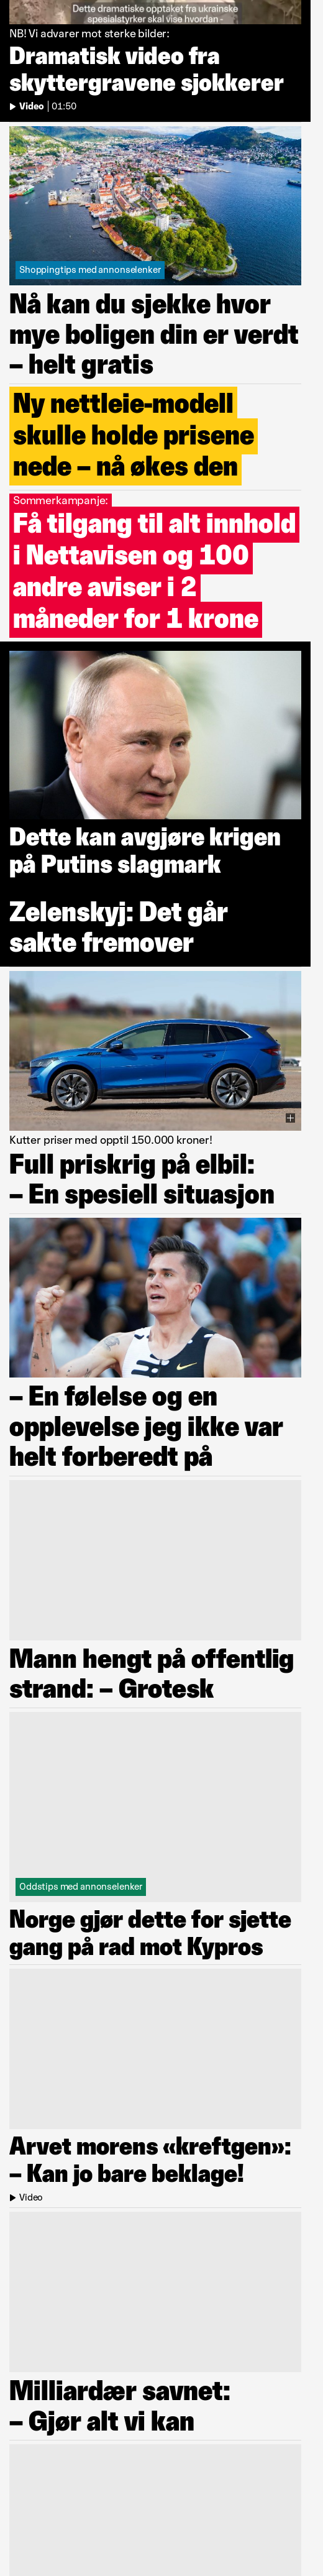 Dette dramatiske opptaket fra ukrainske
spesialstyrker skal vise hvordan -
NB! Vi advarer mot sterke bilder:
Dramatisk video fra
skyttergravene sjokkerer
Video | 01:50
Shoppingtips med annonselenker
Nå kan du sjekke hvor
mye boligen din er verdt
– helt gratis
Ny nettleie-modell
skulle holde prisene
nede – nå økes den
Sommerkampanje:
Få tilgang til alt innhold
i Nettavisen og 100
andre aviser i 2
måneder for 1 krone
Dette kan avgjøre krigen
på Putins slagmark
Zelenskyj: Det går
sakte fremover
Kutter priser med opptil 150.000 kroner!
Full priskrig på elbil:
– En spesiell situasjon
– En følelse og en
opplevelse jeg ikke var
helt forberedt på
Mann hengt på offentlig
strand: – Grotesk
Oddstips med annonselenker
Norge gjør dette for sjette
gang på rad mot Kypros
Arvet morens «kreftgen»:
– Kan jo bare beklage!
Video
Milliardær savnet:
– Gjør alt vi kan